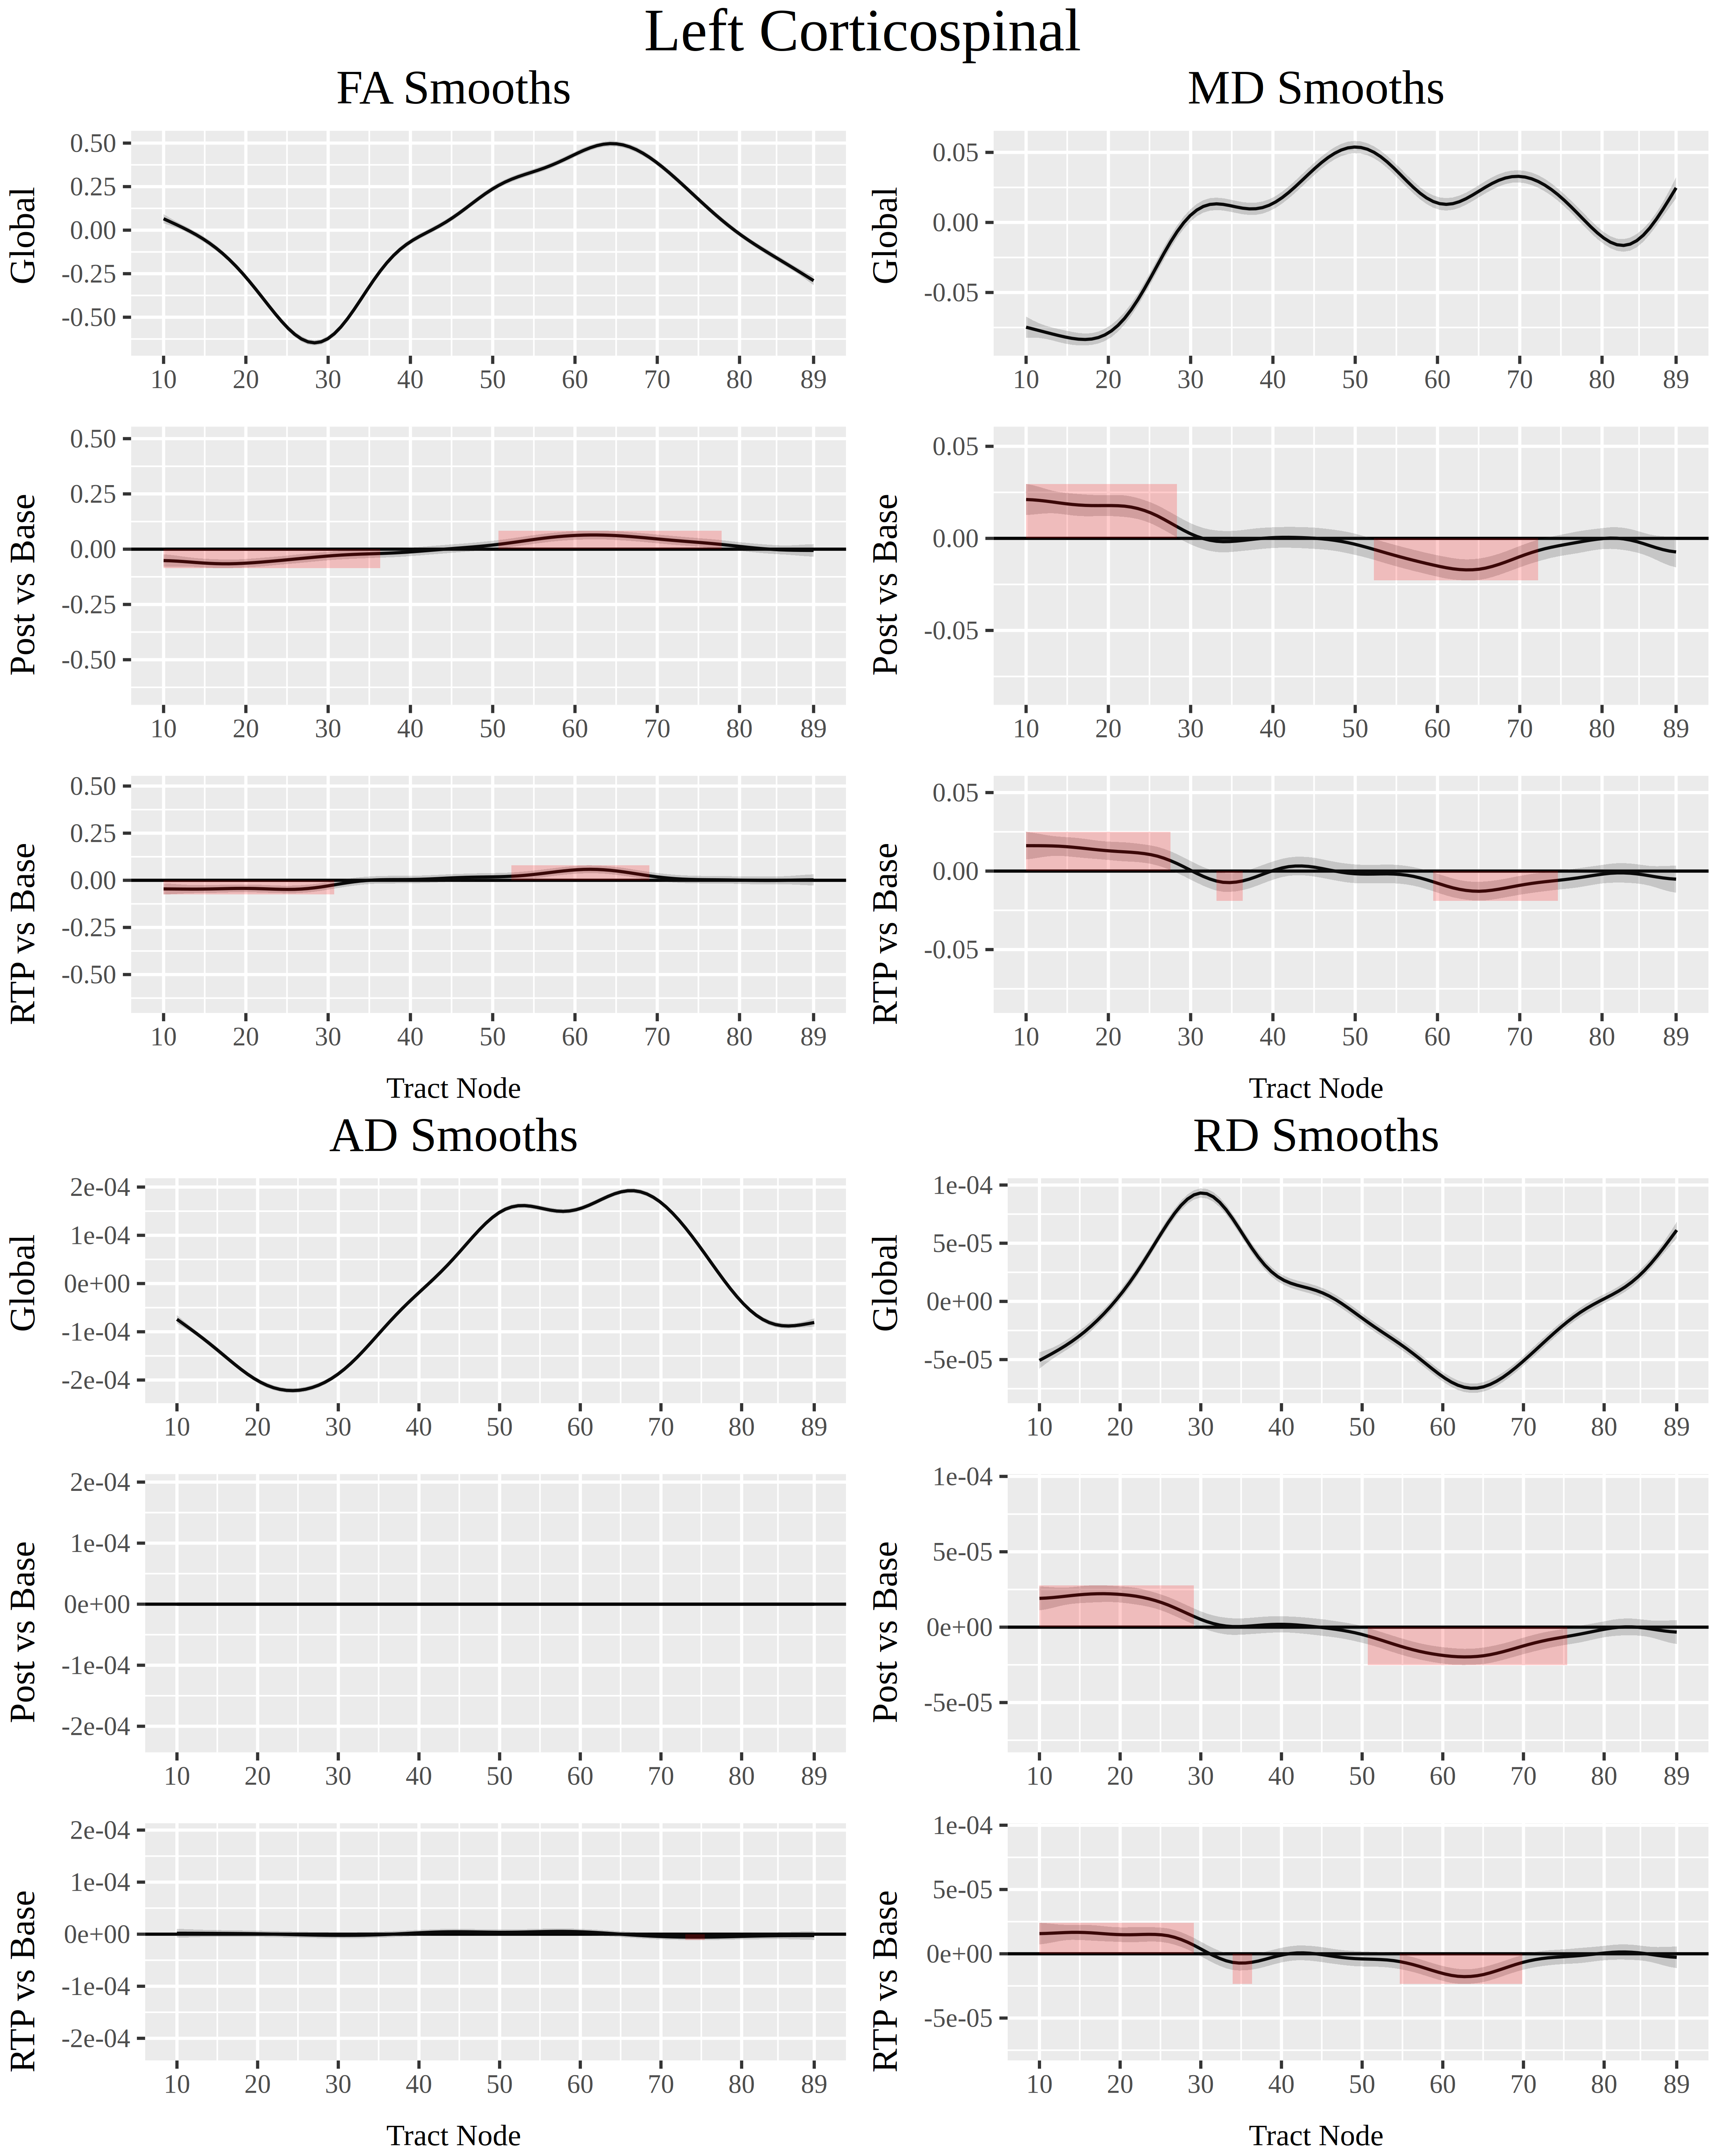 Left Corticospinal
FA Smooths
Global
0.50
0.25
0.00
-0.25
-0.50
10 20 30 40 50 60 70 80 89
Post vs Base
0.50
0.25
0.00
-0.25
-0.50
10 20 30 40 50 60 70 80 89
RTP vs Base
0.50
0.25
0.00
-0.25
-0.50
10 20 30 40 50 60 70 80 89
Tract Node
MD Smooths
Global
0.05
0.00
-0.05
10 20 30 40 50 60 70 80 89
Post vs Base
0.05
0.00
-0.05
10 20 30 40 50 60 70 80 89
RTP vs Base
0.05
0.00
-0.05
10 20 30 40 50 60 70 80 89
Tract Node
AD Smooths
Global
2e-04
1e-04
0e+00
-1e-04
-2e-04
10 20 30 40 50 60 70 80 89
Post vs Base
2e-04
1e-04
0e+00
-1e-04
-2e-04
10 20 30 40 50 60 70 80 89
RTP vs Base
2e-04
1e-04
0e+00
-1e-04
-2e-04
10 20 30 40 50 60 70 80 89
Tract Node
RD Smooths
Global
1e-04
5e-05
0e+00
-5e-05
10 20 30 40 50 60 70 80 89
Post vs Base
1e-04
5e-05
0e+00
-5e-05
10 20 30 40 50 60 70 80 89
RTP vs Base
1e-04
5e-05
0e+00
-5e-05
10 20 30 40 50 60 70 80 89
Tract Node